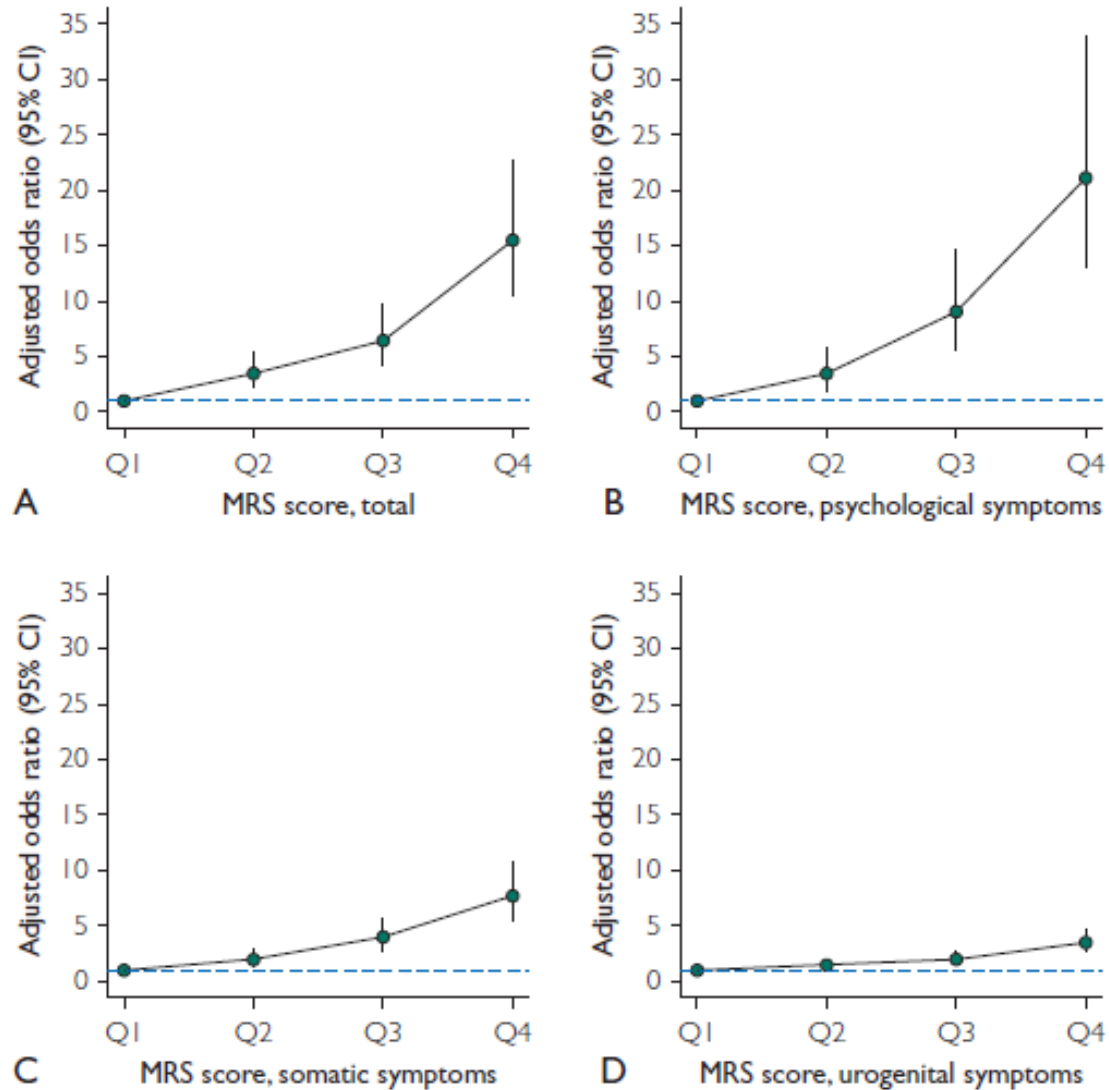 Adjusted odds ratio (95% CI)
35
30
25
20
15
10
5
0
Q1 Q2 Q3 Q4
A MRS score, total
Adjusted odds ratio (95% CI)
35
30
25
20
15
10
5
0
Q1 Q2 Q3 Q4
B MRS score, psychological symptoms
Adjusted odds ratio (95% CI)
35
30
25
20
15
10
5
0
Q1 Q2 Q3 Q4
C MRS score, somatic symptoms
Adjusted odds ratio (95% CI)
35
30
25
20
15
10
5
0
Q1 Q2 Q3 Q4
D MRS score, urogenital symptoms